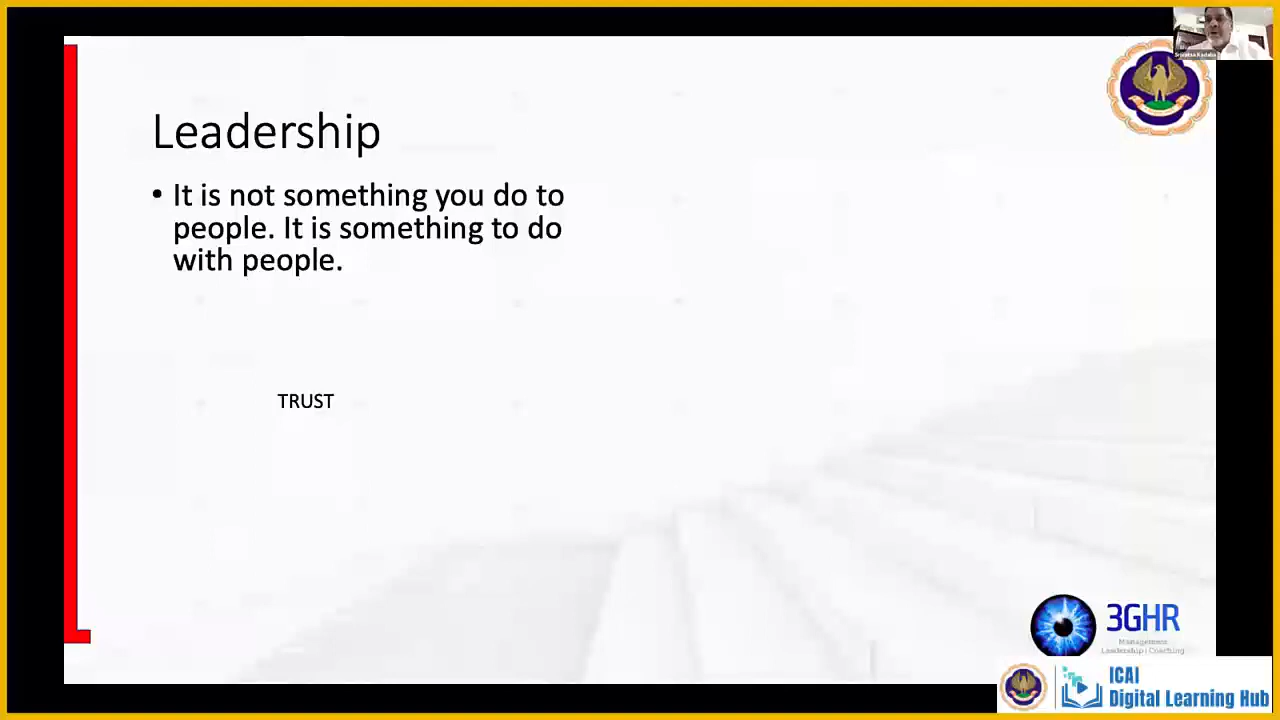 Leadership
• It is not something you do to
people. It is something to do
with people.
TRUST
3GHR
Management
Leadership | Coaching
ICAI
Digital Learning Hub